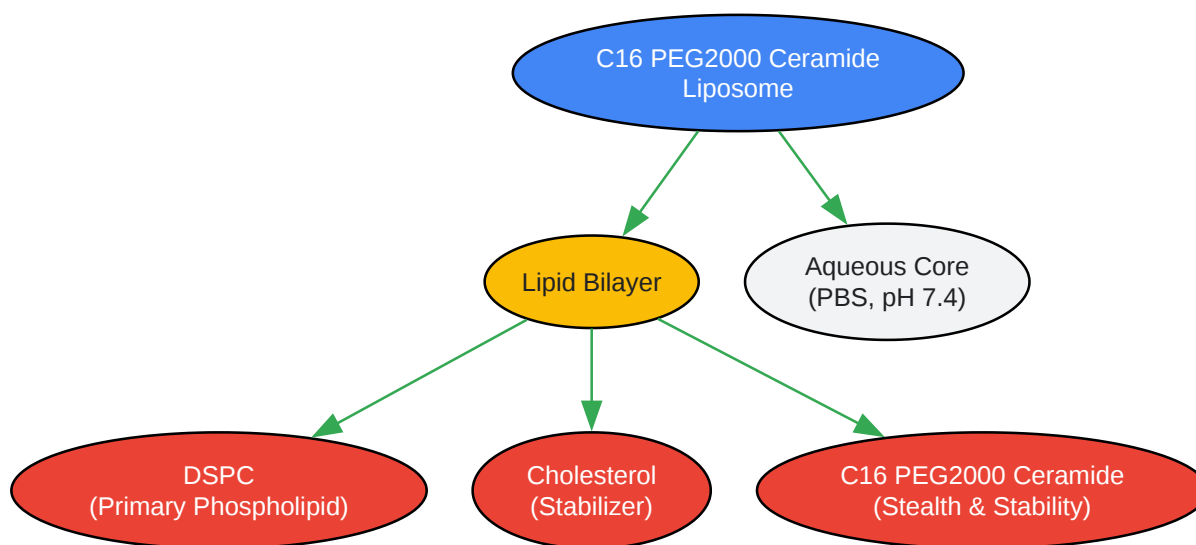 C16 PEG2000 Ceramide
Liposome
Lipid Bilayer
Aqueous Core
(PBS, pH 7.4)
DSPC
(Primary Phospholipid)
Cholesterol
(Stabilizer)
C16 PEG2000 Ceramide
(Stealth & Stability)